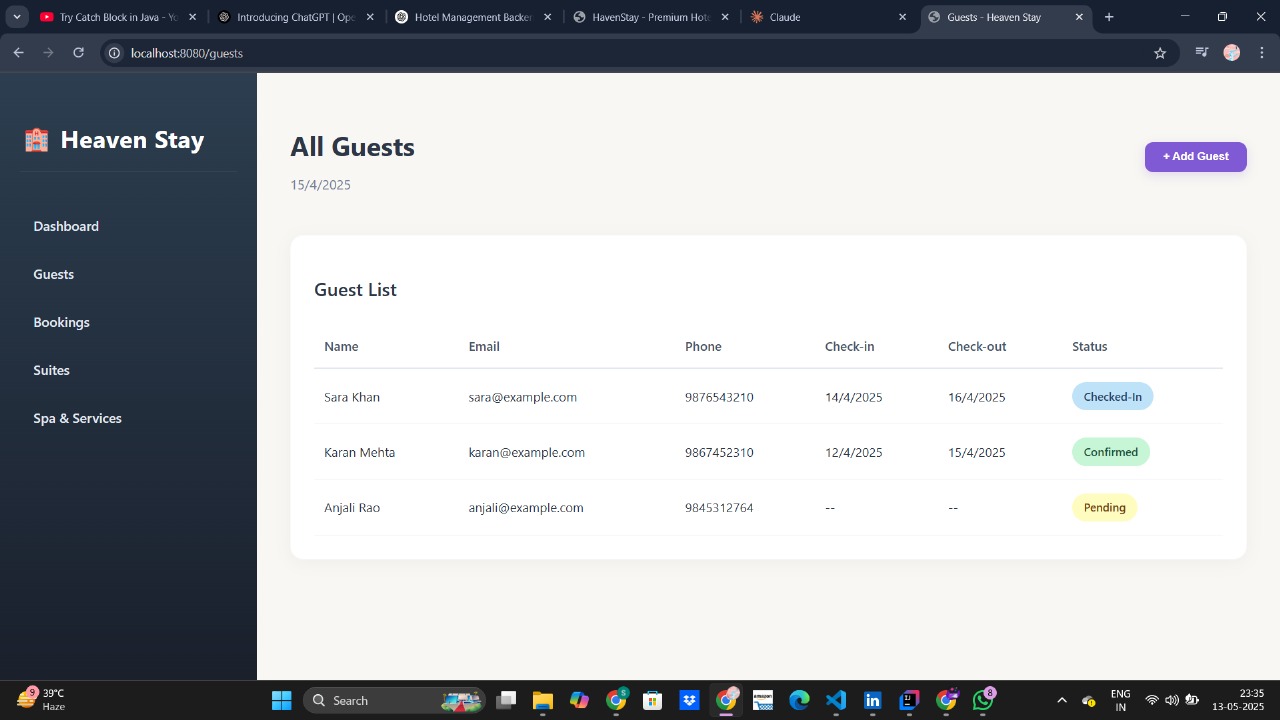 Try Catch Block in Java - Yo
Introducing ChatGPT | Ope
Hotel Management Backen
HavenStay - Premium Hote
Claude
Guests - Heaven Stay
localhost:8080/guests
Heaven Stay
Dashboard
Guests
Bookings
Suites
Spa & Services
All Guests
15/4/2025
+ Add Guest
Guest List
Name Email Phone Check-in Check-out Status
Sara Khan sara@example.com 9876543210 14/4/2025 16/4/2025 Checked-In
Karan Mehta karan@example.com 9867452310 12/4/2025 15/4/2025 Confirmed
Anjali Rao anjali@example.com 9845312764 -- -- Pending
9
39°C
Haze
Search
S
amazon
8
ENG
IN
23:35
13-05-2025